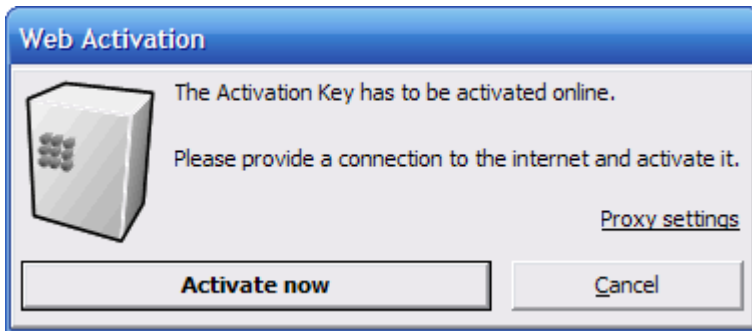 Web Activation
The Activation Key has to be activated online.
Please provide a connection to the internet and activate it.
Proxy settings
Activate now
Cancel